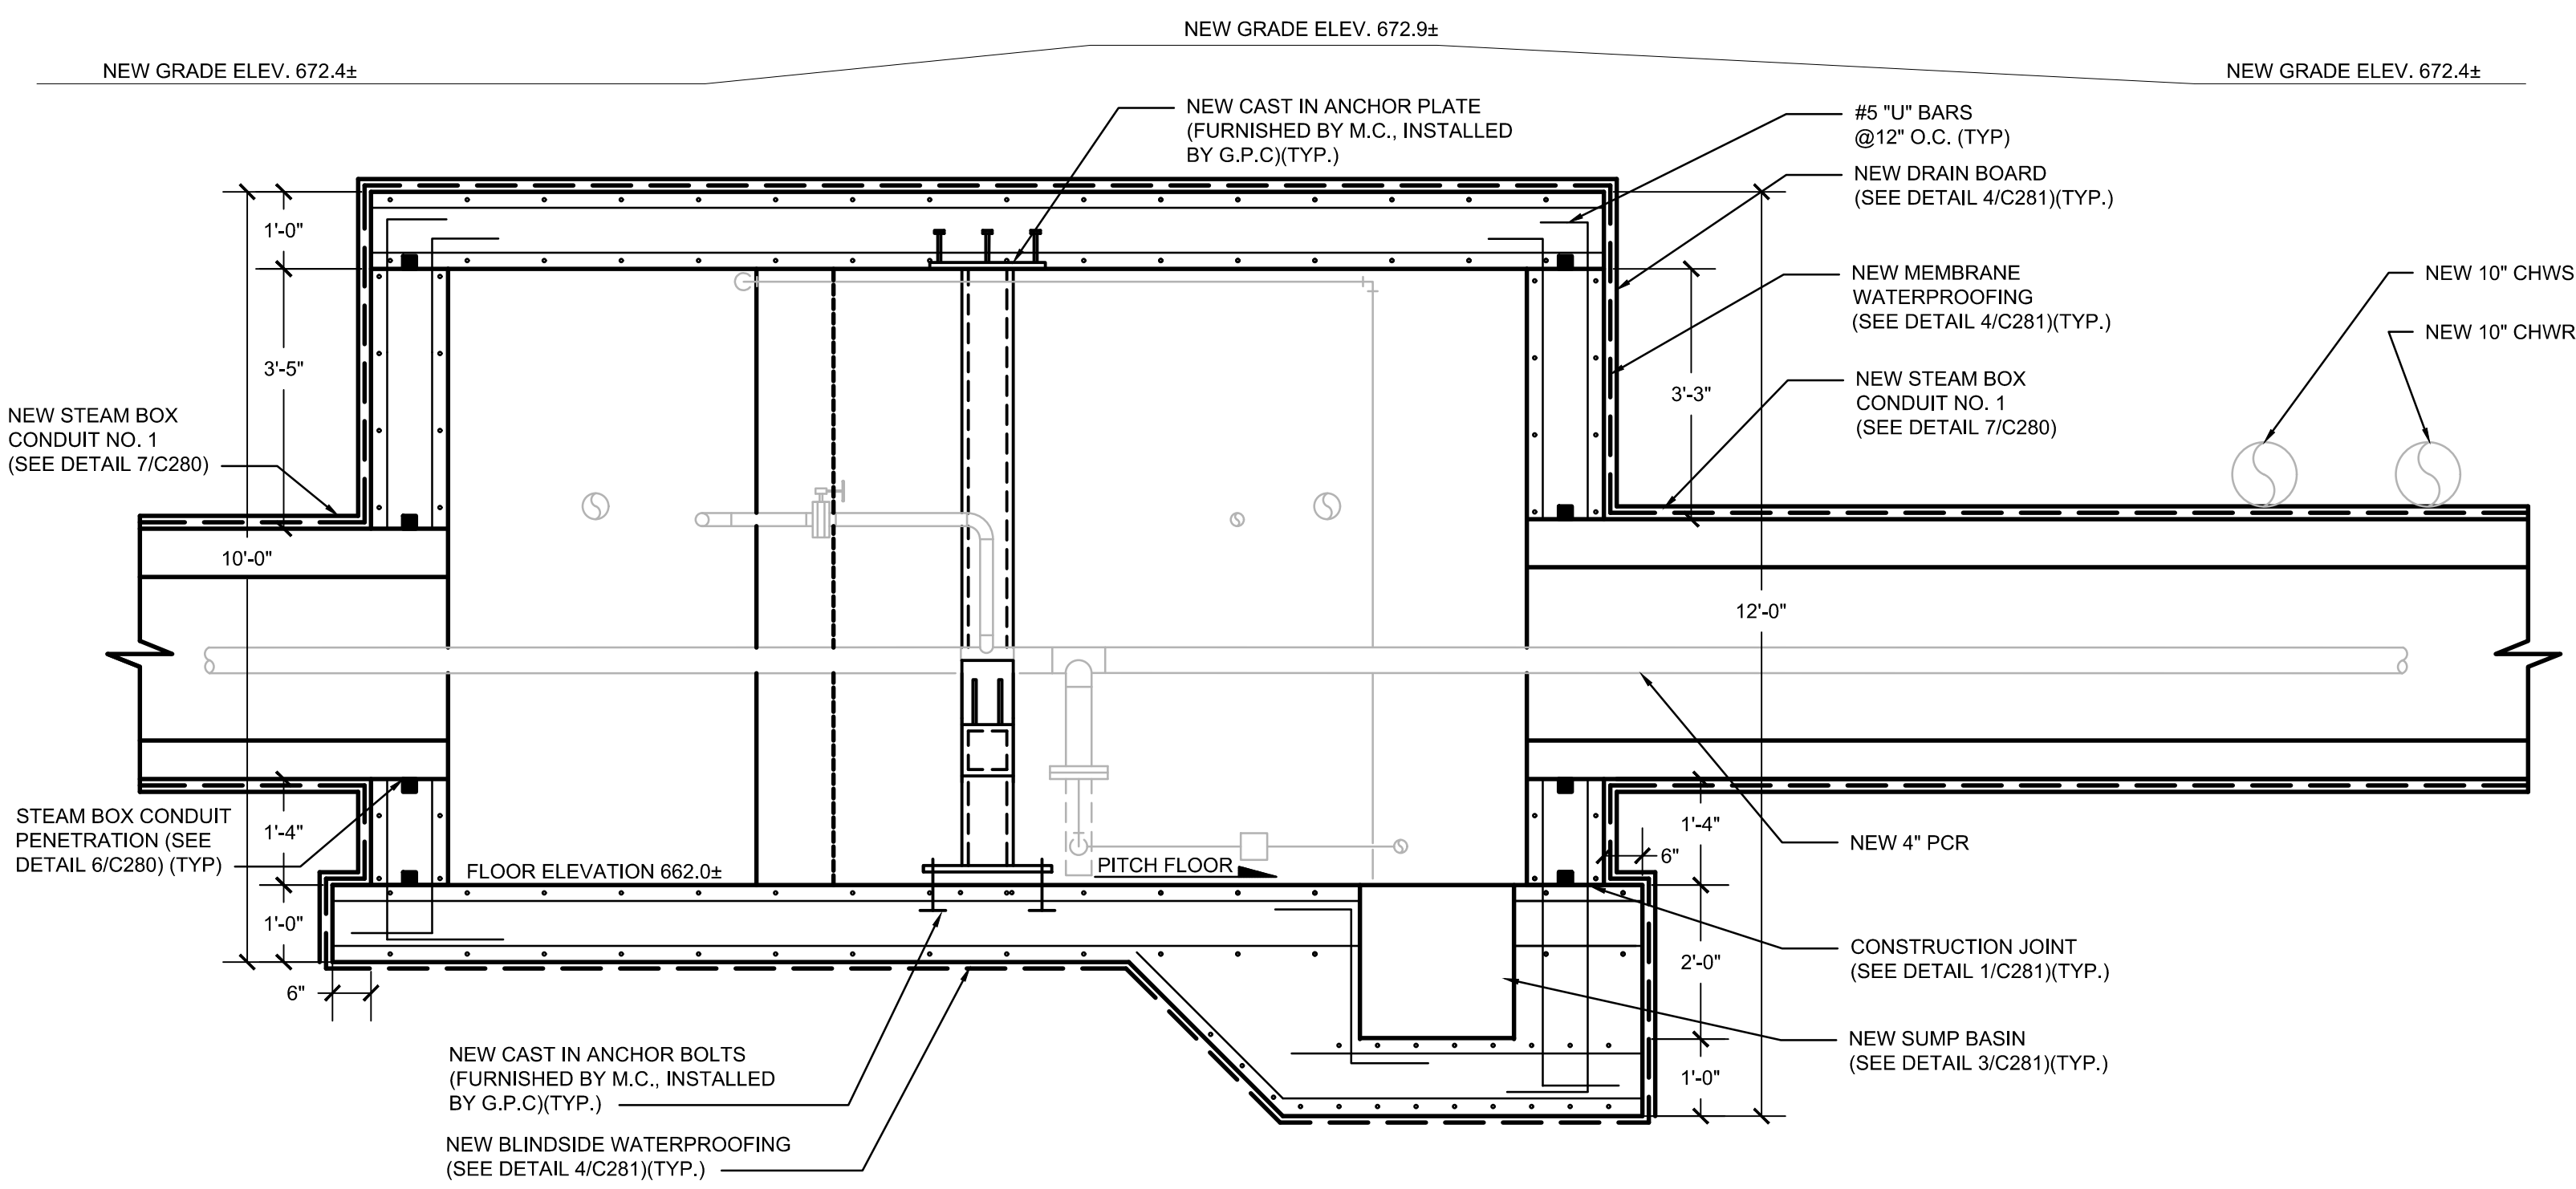 NEW GRADE ELEV. 672.9±
NEW GRADE ELEV. 672.4±
NEW GRADE ELEV. 672.4±
NEW CAST IN ANCHOR PLATE
(FURNISHED BY M.C., INSTALLED
BY G.P.C)(TYP.)
#5 "U" BARS
@12" O.C. (TYP)
NEW DRAIN BOARD
(SEE DETAIL 4/C281)(TYP.)
NEW MEMBRANE
WATERPROOFING
(SEE DETAIL 4/C281)(TYP.)
NEW STEAM BOX
CONDUIT NO. 1
(SEE DETAIL 7/C280)
NEW 10" CHWS
NEW 10" CHWR
1'-0"
3'-5"
10'-0"
NEW STEAM BOX
CONDUIT NO. 1
(SEE DETAIL 7/C280)
3'-3"
12'-0"
STEAM BOX CONDUIT
PENETRATION (SEE
DETAIL 6/C280) (TYP)
1'-4"
1'-0"
6"
FLOOR ELEVATION 662.0±
PITCH FLOOR
1'-4"
6"
2'-0"
1'-0"
NEW 4" PCR
CONSTRUCTION JOINT
(SEE DETAIL 1/C281)(TYP.)
NEW SUMP BASIN
(SEE DETAIL 3/C281)(TYP.)
NEW CAST IN ANCHOR BOLTS
(FURNISHED BY M.C., INSTALLED
BY G.P.C)(TYP.)
NEW BLINDSIDE WATERPROOFING
(SEE DETAIL 4/C281)(TYP.)